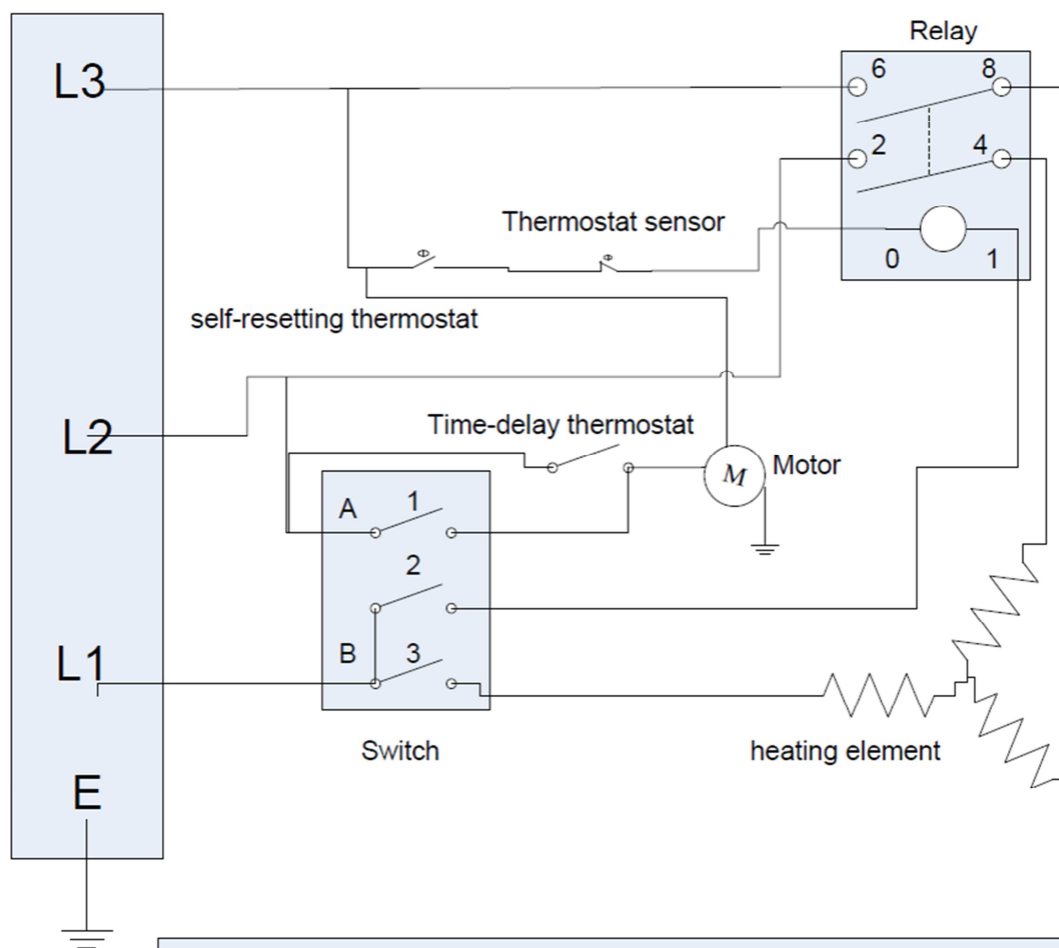 Relay
L3
6 8
2 4
Thermostat sensor
0 1
self-resetting thermostat
L2
Time-delay thermostat
M
Motor
A 1
2
L1
B 3
Switch
heating element
E